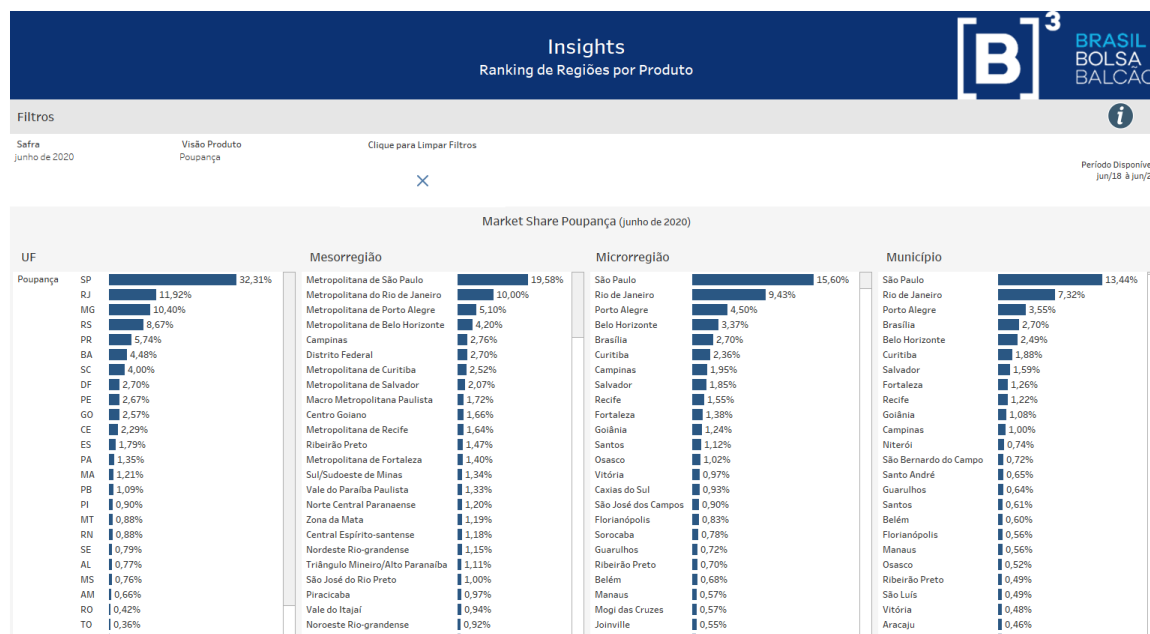 Insights
Ranking de Regiões por Produto
[B]³
BRASIL
BOLSA
BALCÃO
Filtros
i
Safra
junho de 2020
Visão Produto
Poupança
Clique para Limpar Filtros
Período Disponíve
jun/18 à jun/2
Market Share Poupança (junho de 2020)
UF
Mesorregião
Microrregião
Município
Poupança SP 32,31% Metropolitana de São Paulo 19,58% São Paulo 15,60% São Paulo 13,44%
RJ 11,92% Metropolitana do Rio de Janeiro 10,00% Rio de Janeiro 9,43% Rio de Janeiro 7,32%
MG 10,40% Metropolitana de Porto Alegre 5,10% Porto Alegre 4,50% Porto Alegre 3,55%
RS 8,67% Metropolitana de Belo Horizonte 4,20% Belo Horizonte 3,37% Brasília 2,70%
PR 5,74% Campinas 2,76% Brasília 2,70% Belo Horizonte 2,49%
BA 4,48% Distrito Federal 2,70% Curitiba 2,36% Curitiba 1,88%
SC 4,00% Metropolitana de Curitiba 2,52% Campinas 1,95% Salvador 1,59%
DF 2,70% Metropolitana de Salvador 2,07% Salvador 1,85% Fortaleza 1,26%
PE 2,67% Macro Metropolitana Paulista 1,72% Recife 1,55% Recife 1,22%
GO 2,57% Centro Goiano 1,66% Fortaleza 1,38% Goiânia 1,08%
CE 2,29% Metropolitana de Recife 1,64% Goiânia 1,24% Campinas 1,00%
ES 1,79% Ribeirão Preto 1,47% Santos 1,12% Niterói 0,74%
PA 1,35% Metropolitana de Fortaleza 1,40% Osasco 1,02% São Bernardo do Campo 0,72%
MA 1,21% Sul/Sudoeste de Minas 1,34% Vitória 0,97% Santo André 0,65%
PB 1,09% Vale do Paraíba Paulista 1,33% Caxias do Sul 0,93% Guarulhos 0,64%
PI 0,90% Norte Central Paranaense 1,20% São José dos Campos 0,90% Santos 0,61%
MT 0,88% Zona da Mata 1,19% Florianópolis 0,83% Belém 0,60%
RN 0,88% Central Espírito-santense 1,18% Sorocaba 0,78% Florianópolis 0,56%
SE 0,79% Nordeste Rio-grandense 1,15% Guarulhos 0,72% Manaus 0,56%
AL 0,77% Triângulo Mineiro/Alto Paranaíba 1,11% Ribeirão Preto 0,70% Osasco 0,52%
MS 0,76% São José do Rio Preto 1,00% Belém 0,68% Ribeirão Preto 0,49%
AM 0,66% Piracicaba 0,97% Manaus 0,57% São Luís 0,49%
RO 0,42% Vale do Itajaí 0,94% Mogi das Cruzes 0,57% Vitória 0,48%
TO 0,36% Noroeste Rio-grandense 0,92% Joinville 0,55% Aracaju 0,46%